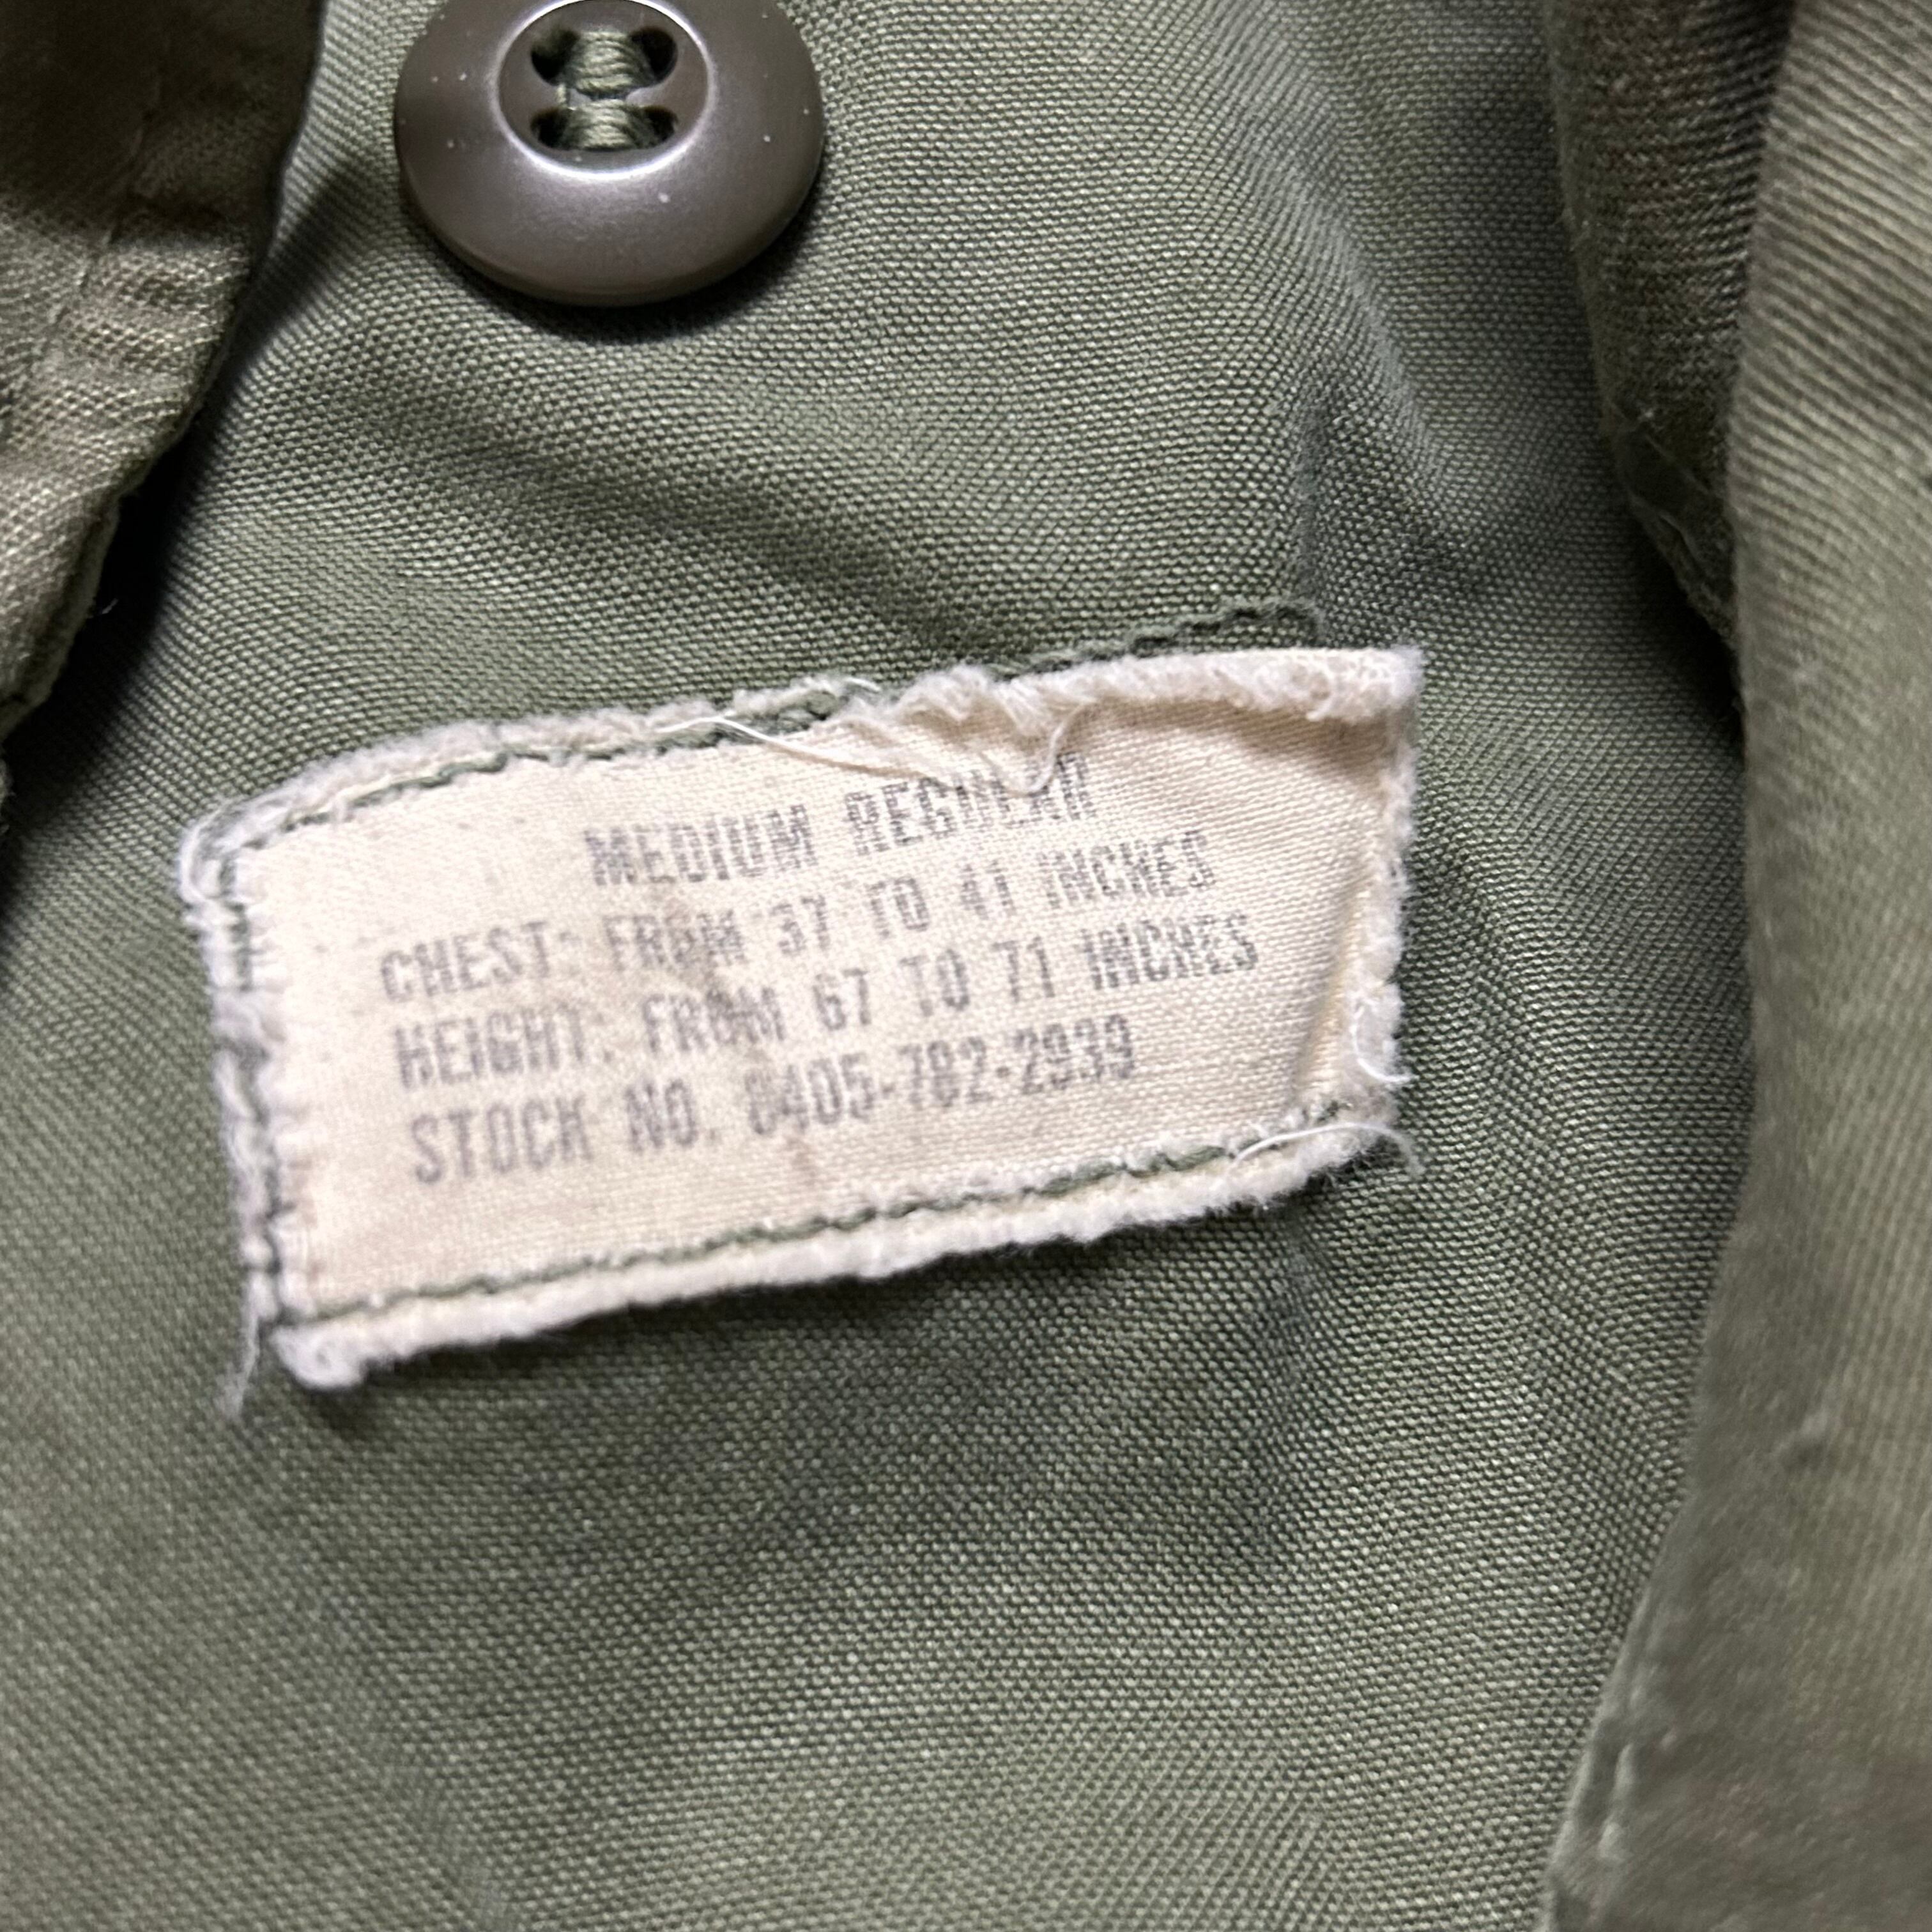 MEDIUM REGULAR
CHEST: FROM 37 TO 41 INCHES
HEIGHT: FROM 67 TO 71 INCHES
STOCK NO. 8405-782-2939